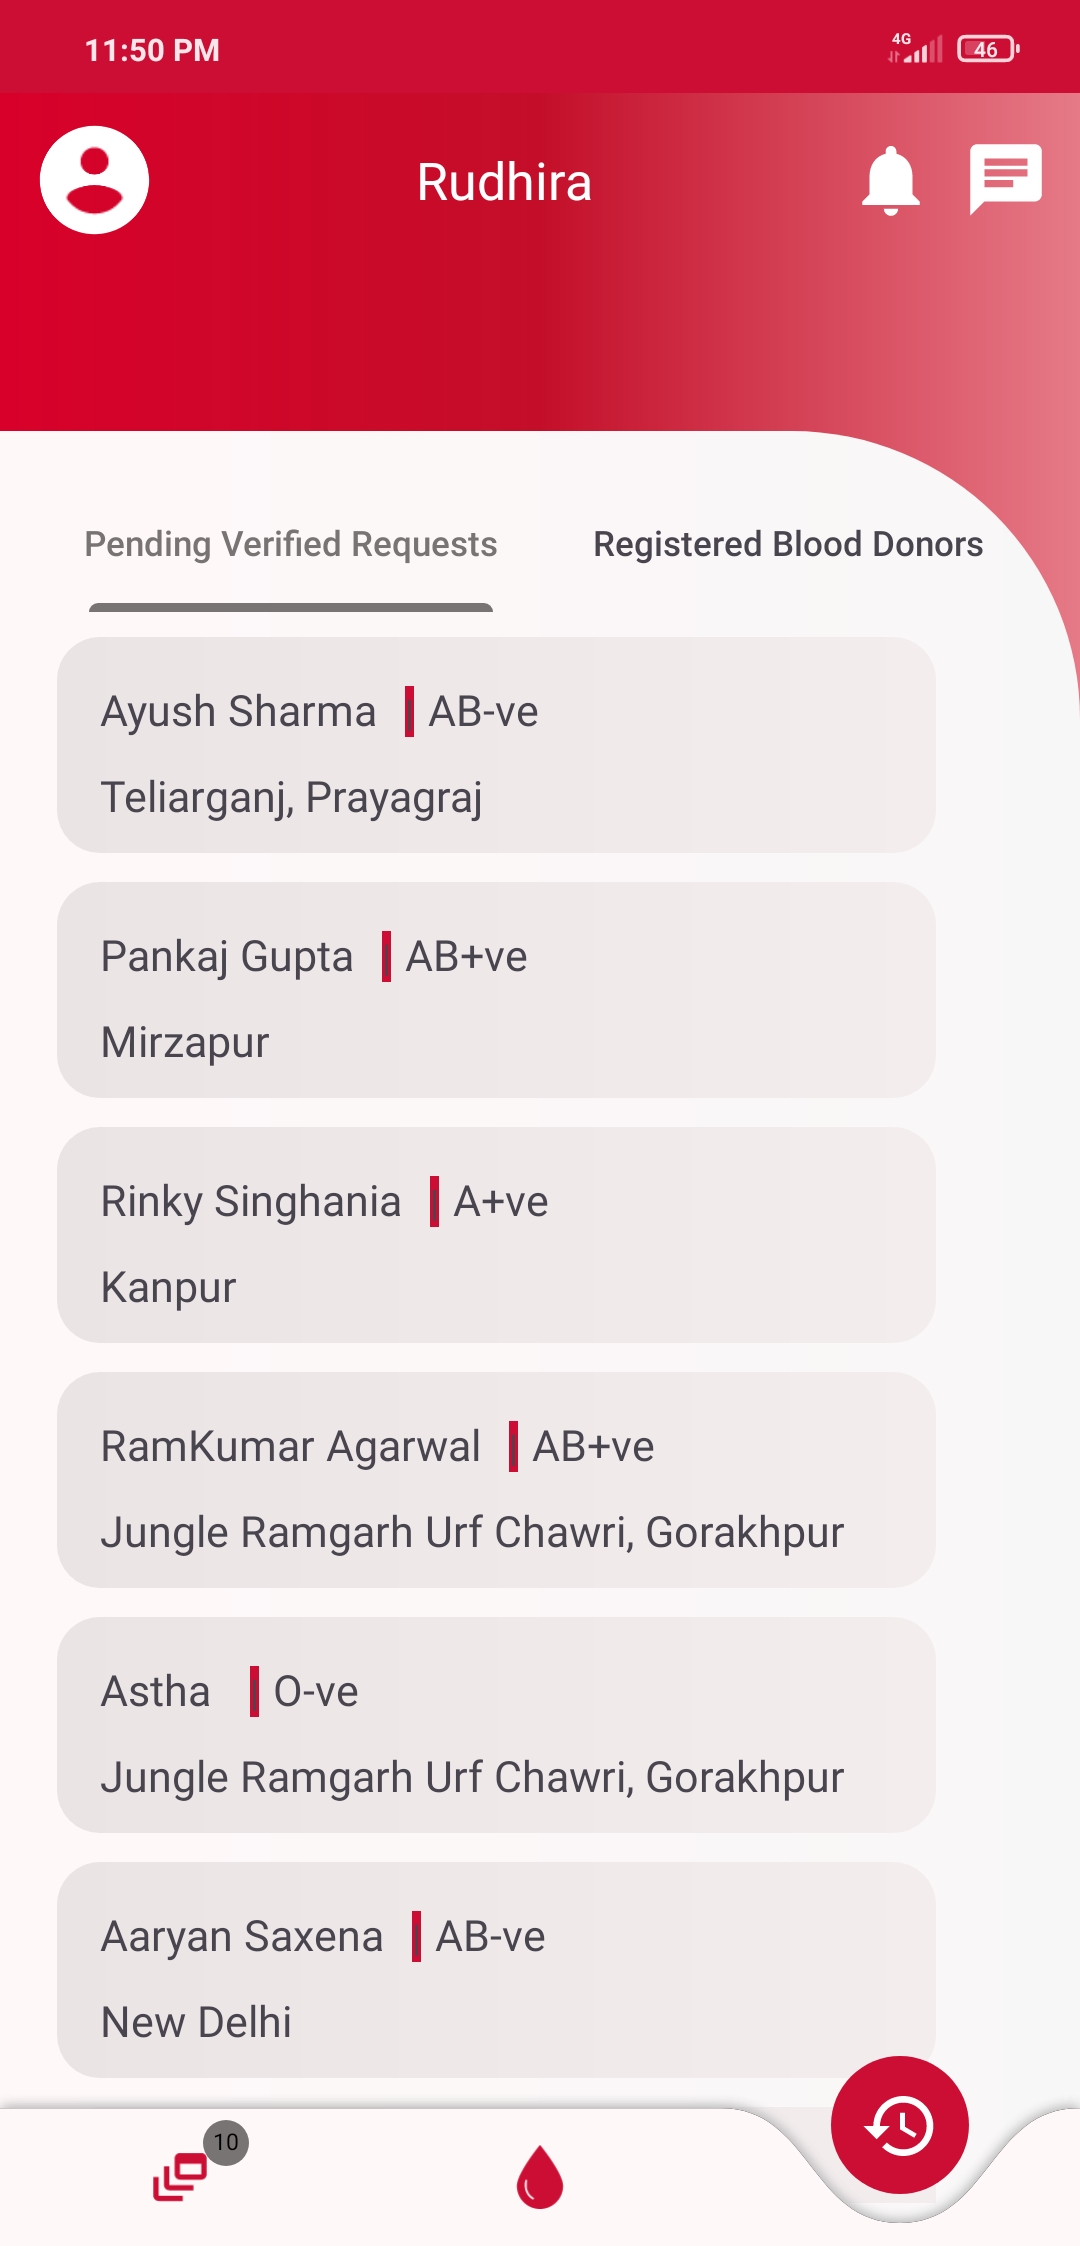 11:50 PM
4G
46
Rudhira
Pending Verified Requests
Registered Blood Donors
Ayush Sharma | AB-ve
Teliarganj, Prayagraj
Pankaj Gupta | AB+ve
Mirzapur
Rinky Singhania | A+ve
Kanpur
RamKumar Agarwal | AB+ve
Jungle Ramgarh Urf Chawri, Gorakhpur
Astha | O-ve
Jungle Ramgarh Urf Chawri, Gorakhpur
Aaryan Saxena | AB-ve
New Delhi
10